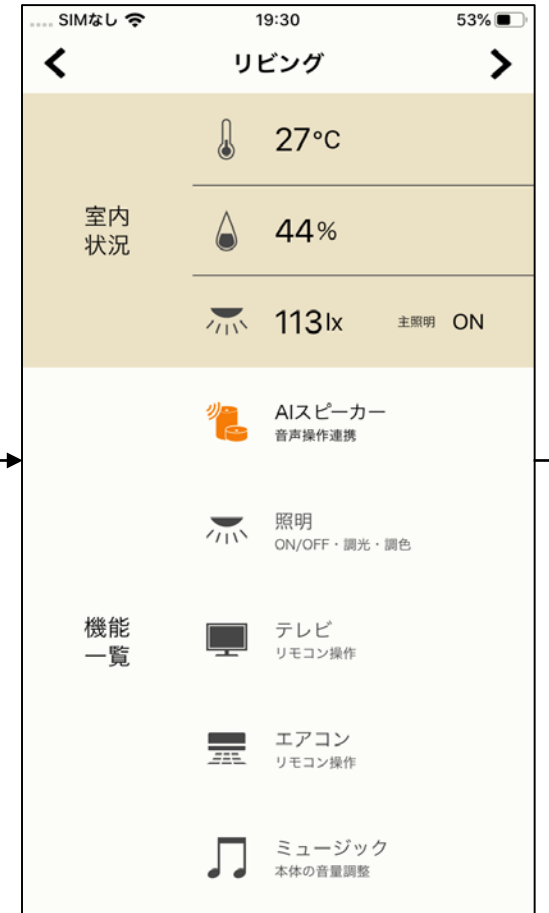 SIMなし 19:30 53%
リビング
室内
状況
27°C
44%
113lx 主照明 ON
機能
一覧
AIスピーカー
音声操作連携
照明
ON/OFF・調光・調色
テレビ
リモコン操作
エアコン
リモコン操作
ミュージック
本体の音量調整